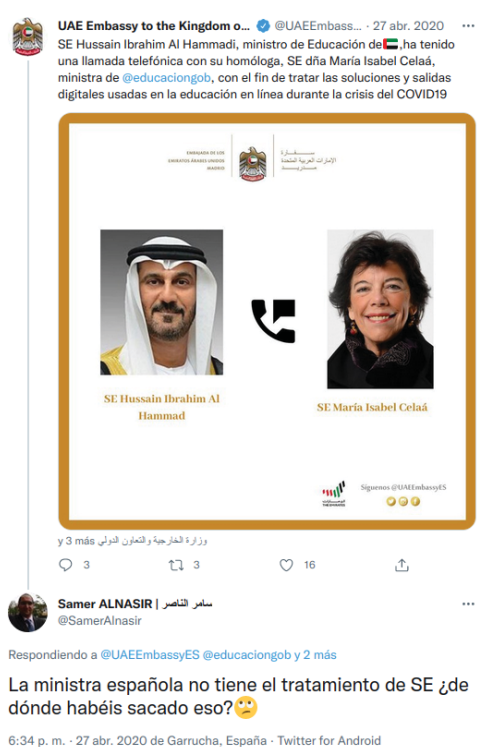 UAE Embassy to the Kingdom o... @UAEEmbass... · 27 abr. 2020 ···
SE Hussain Ibrahim Al Hammadi, ministro de Educación de🇦🇪,ha tenido
una llamada telefónica con su homóloga, SE dña María Isabel Celaá,
ministra de @educaciongob, con el fin de tratar las soluciones y salidas
digitales usadas en la educación en línea durante la crisis del COVID19
EMBAJADA DE LOS
EMIRATOS ÁRABES UNIDOS
MADRID
سفارة
الإمارات العربية المتحدة
مدريد
SE Hussain Ibrahim Al
Hammad
SE María Isabel Celaá
Síguenos @UAEEmbassyES
وزارة الخارجية والتعاون الدولي y 3 más
3 3 16
Samer ALNASIR | سامر الناصر ···
@SamerAlnasir
Respondiendo a @UAEEmbassyES @educaciongob y 2 más
La ministra española no tiene el tratamiento de SE ¿de
dónde habéis sacado eso?🙄
6:34 p. m. · 27 abr. 2020 de Garrucha, España · Twitter for Android